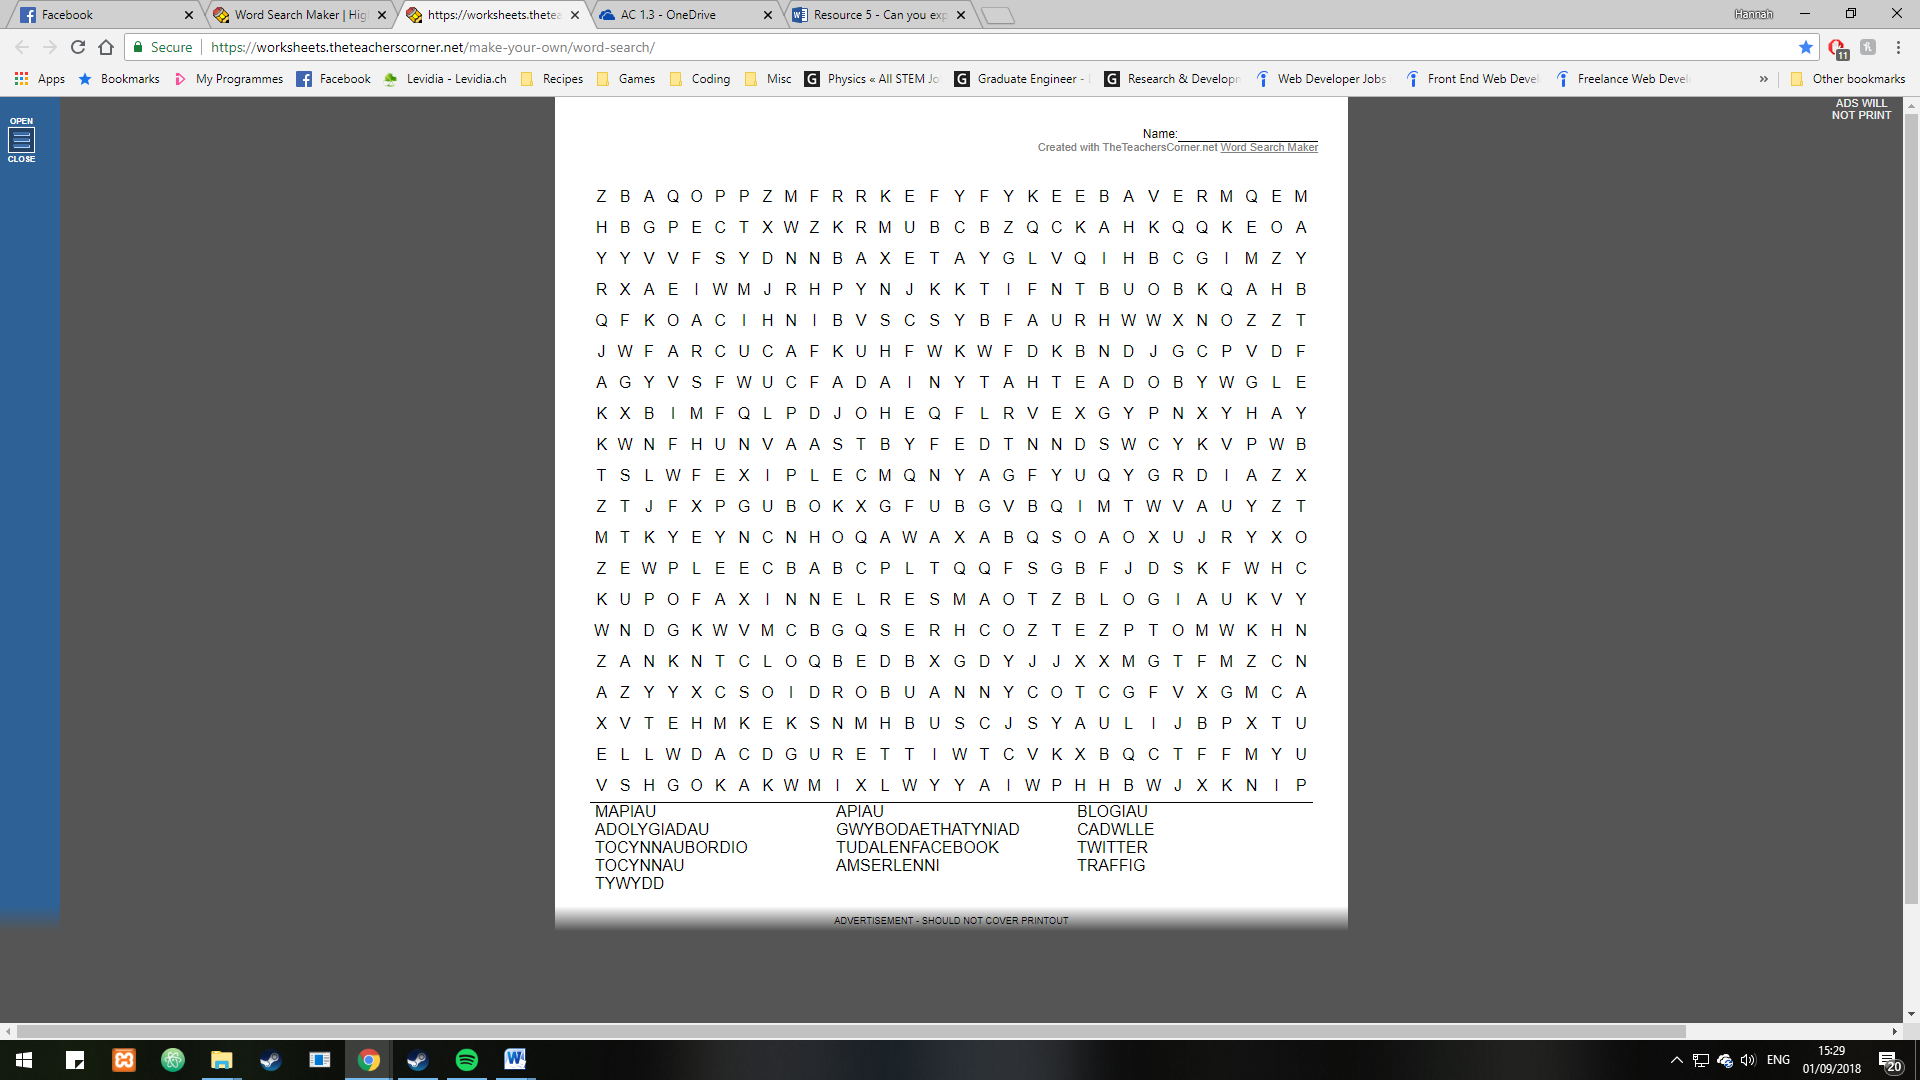 Facebook
Word Search Maker | Hig
https://worksheets.thetea
AC 1.3 - OneDrive
Resource 5 - Can you exp
Hannah
Secure
https://worksheets.theteacherscorner.net/make-your-own/word-search/
11
Apps
Bookmarks
My Programmes
Facebook
Levidia - Levidia.ch
Recipes
Games
Coding
Misc
Physics « All STEM Jo
Graduate Engineer -
Research & Developm
Web Developer Jobs
Front End Web Devel
Freelance Web Devel
»
Other bookmarks
OPEN
CLOSE
ADS WILL
NOT PRINT
Name:
Created with TheTeachersCorner.net Word Search Maker
Z B A Q O P P Z M F R R K E F Y F Y K E E B A V E R M Q E M
H B G P E C T X W Z K R M U B C B Z Q C K A H K Q Q K E O A
Y Y V V F S Y D N N B A X E T A Y G L V Q I H B C G I M Z Y
R X A E I W M J R H P Y N J K K T I F N T B U O B K Q A H B
Q F K O A C I H N I B V S C S Y B F A U R H W W X N O Z Z T
J W F A R C U C A F K U H F W K W F D K B N D J G C P V D F
A G Y V S F W U C F A D A I N Y T A H T E A D O B Y W G L E
K X B I M F Q L P D J O H E Q F L R V E X G Y P N X Y H A Y
K W N F H U N V A A S T B Y F E D T N N D S W C Y K V P W B
T S L W F E X I P L E C M Q N Y A G F Y U Q Y G R D I A Z X
Z T J F X P G U B O K X G F U B G V B Q I M T W V A U Y Z T
M T K Y E Y N C N H O Q A W A X A B Q S O A O X U J R Y X O
Z E W P L E E C B A B C P L T Q Q F S G B F J D S K F W H C
K U P O F A X I N N E L R E S M A O T Z B L O G I A U K V Y
W N D G K W V M C B G Q S E R H C O Z T E Z P T O M W K H N
Z A N K N T C L O Q B E D B X G D Y J J X X M G T F M Z C N
A Z Y Y X C S O I D R O B U A N N Y C O T C G F V X G M C A
X V T E H M K E K S N M H B U S C J S Y A U L I J B P X T U
E L L W D A C D G U R E T T I W T C V K X B Q C T F F M Y U
V S H G O K A K W M I X L W Y Y A I W P H H B W J X K N I P
MAPIAU
APIAU
BLOGIAU
ADOLYGIADAU
GWYBODAETHATYNIAD
CADWLLE
TOCYNNAUBORDIO
TUDALENFACEBOOK
TWITTER
TOCYNNAU
AMSERLENNI
TRAFFIG
TYWYDD
ADVERTISEMENT - SHOULD NOT COVER PRINTOUT
ENG
15:29
01/09/2018
20